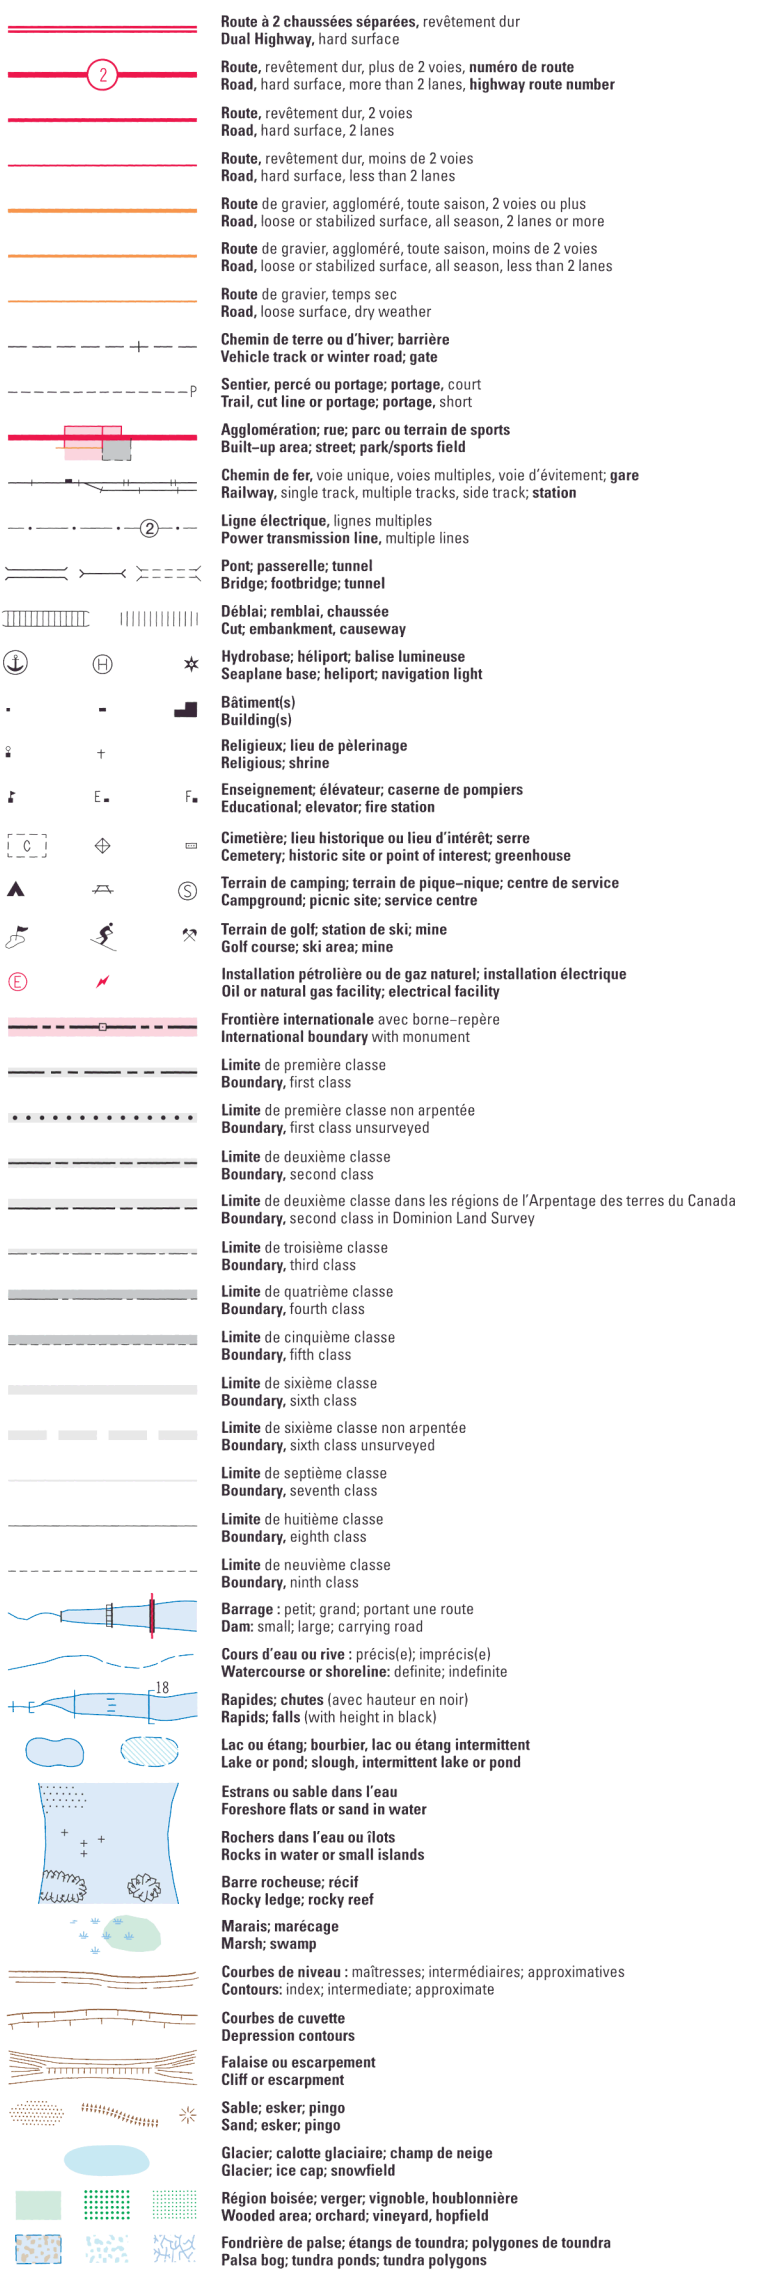 Route à 2 chaussées séparées, revêtement dur
Dual Highway, hard surface
2
Route, revêtement dur, plus de 2 voies, numéro de route
Road, hard surface, more than 2 lanes, highway route number
Route, revêtement dur, 2 voies
Road, hard surface, 2 lanes
Route, revêtement dur, moins de 2 voies
Road, hard surface, less than 2 lanes
Route de gravier, aggloméré, toute saison, 2 voies ou plus
Road, loose or stabilized surface, all season, 2 lanes or more
Route de gravier, aggloméré, toute saison, moins de 2 voies
Road, loose or stabilized surface, all season, less than 2 lanes
Route de gravier, temps sec
Road, loose surface, dry weather
Chemin de terre ou d'hiver; barrière
Vehicle track or winter road; gate
P
Sentier, percé ou portage; portage, court
Trail, cut line or portage; portage, short
Agglomération; rue; parc ou terrain de sports
Built-up area; street; park/sports field
Chemin de fer, voie unique, voies multiples, voie d'évitement; gare
Railway, single track, multiple tracks, side track; station
2
Ligne électrique, lignes multiples
Power transmission line, multiple lines
Pont; passerelle; tunnel
Bridge; footbridge; tunnel
Déblai; remblai, chaussée
Cut; embankment, causeway
H
Hydrobase; héliport; balise lumineuse
Seaplane base; heliport; navigation light
Bâtiment(s)
Building(s)
Religieux; lieu de pèlerinage
Religious; shrine
E F
Enseignement; élévateur; caserne de pompiers
Educational; elevator; fire station
C
Cimetière; lieu historique ou lieu d'intérêt; serre
Cemetery; historic site or point of interest; greenhouse
S
Terrain de camping; terrain de pique-nique; centre de service
Campground; picnic site; service centre
Terrain de golf; station de ski; mine
Golf course; ski area; mine
E
Installation pétrolière ou de gaz naturel; installation électrique
Oil or natural gas facility; electrical facility
Frontière internationale avec borne-repère
International boundary with monument
Limite de première classe
Boundary, first class
Limite de première classe non arpentée
Boundary, first class unsurveyed
Limite de deuxième classe
Boundary, second class
Limite de deuxième classe dans les régions de l'Arpentage des terres du Canada
Boundary, second class in Dominion Land Survey
Limite de troisième classe
Boundary, third class
Limite de quatrième classe
Boundary, fourth class
Limite de cinquième classe
Boundary, fifth class
Limite de sixième classe
Boundary, sixth class
Limite de sixième classe non arpentée
Boundary, sixth class unsurveyed
Limite de septième classe
Boundary, seventh class
Limite de huitième classe
Boundary, eighth class
Limite de neuvième classe
Boundary, ninth class
Barrage : petit; grand; portant une route
Dam: small; large; carrying road
Cours d'eau ou rive : précis(e); imprécis(e)
Watercourse or shoreline: definite; indefinite
18
Rapides; chutes (avec hauteur en noir)
Rapids; falls (with height in black)
Lac ou étang; bourbier, lac ou étang intermittent
Lake or pond; slough, intermittent lake or pond
Estrans ou sable dans l'eau
Foreshore flats or sand in water
Rochers dans l'eau ou îlots
Rocks in water or small islands
Barre rocheuse; récif
Rocky ledge; rocky reef
Marais; marécage
Marsh; swamp
Courbes de niveau : maîtresses; intermédiaires; approximatives
Contours: index; intermediate; approximate
Courbes de cuvette
Depression contours
Falaise ou escarpement
Cliff or escarpment
Sable; esker; pingo
Sand; esker; pingo
Glacier; calotte glaciaire; champ de neige
Glacier; ice cap; snowfield
Région boisée; verger; vignoble, houblonnière
Wooded area; orchard; vineyard, hopfield
Fondrière de palse; étangs de toundra; polygones de toundra
Palsa bog; tundra ponds; tundra polygons